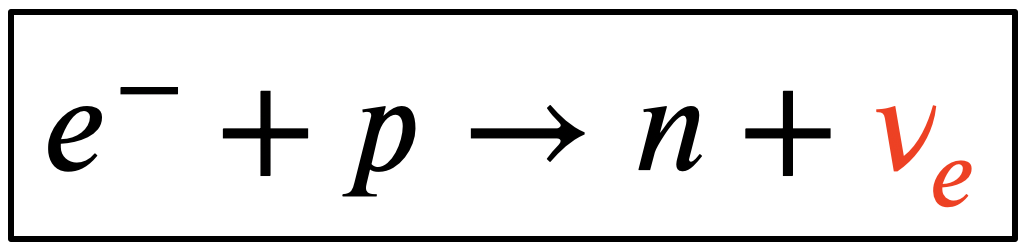 e⁻ + p → n + νₑ